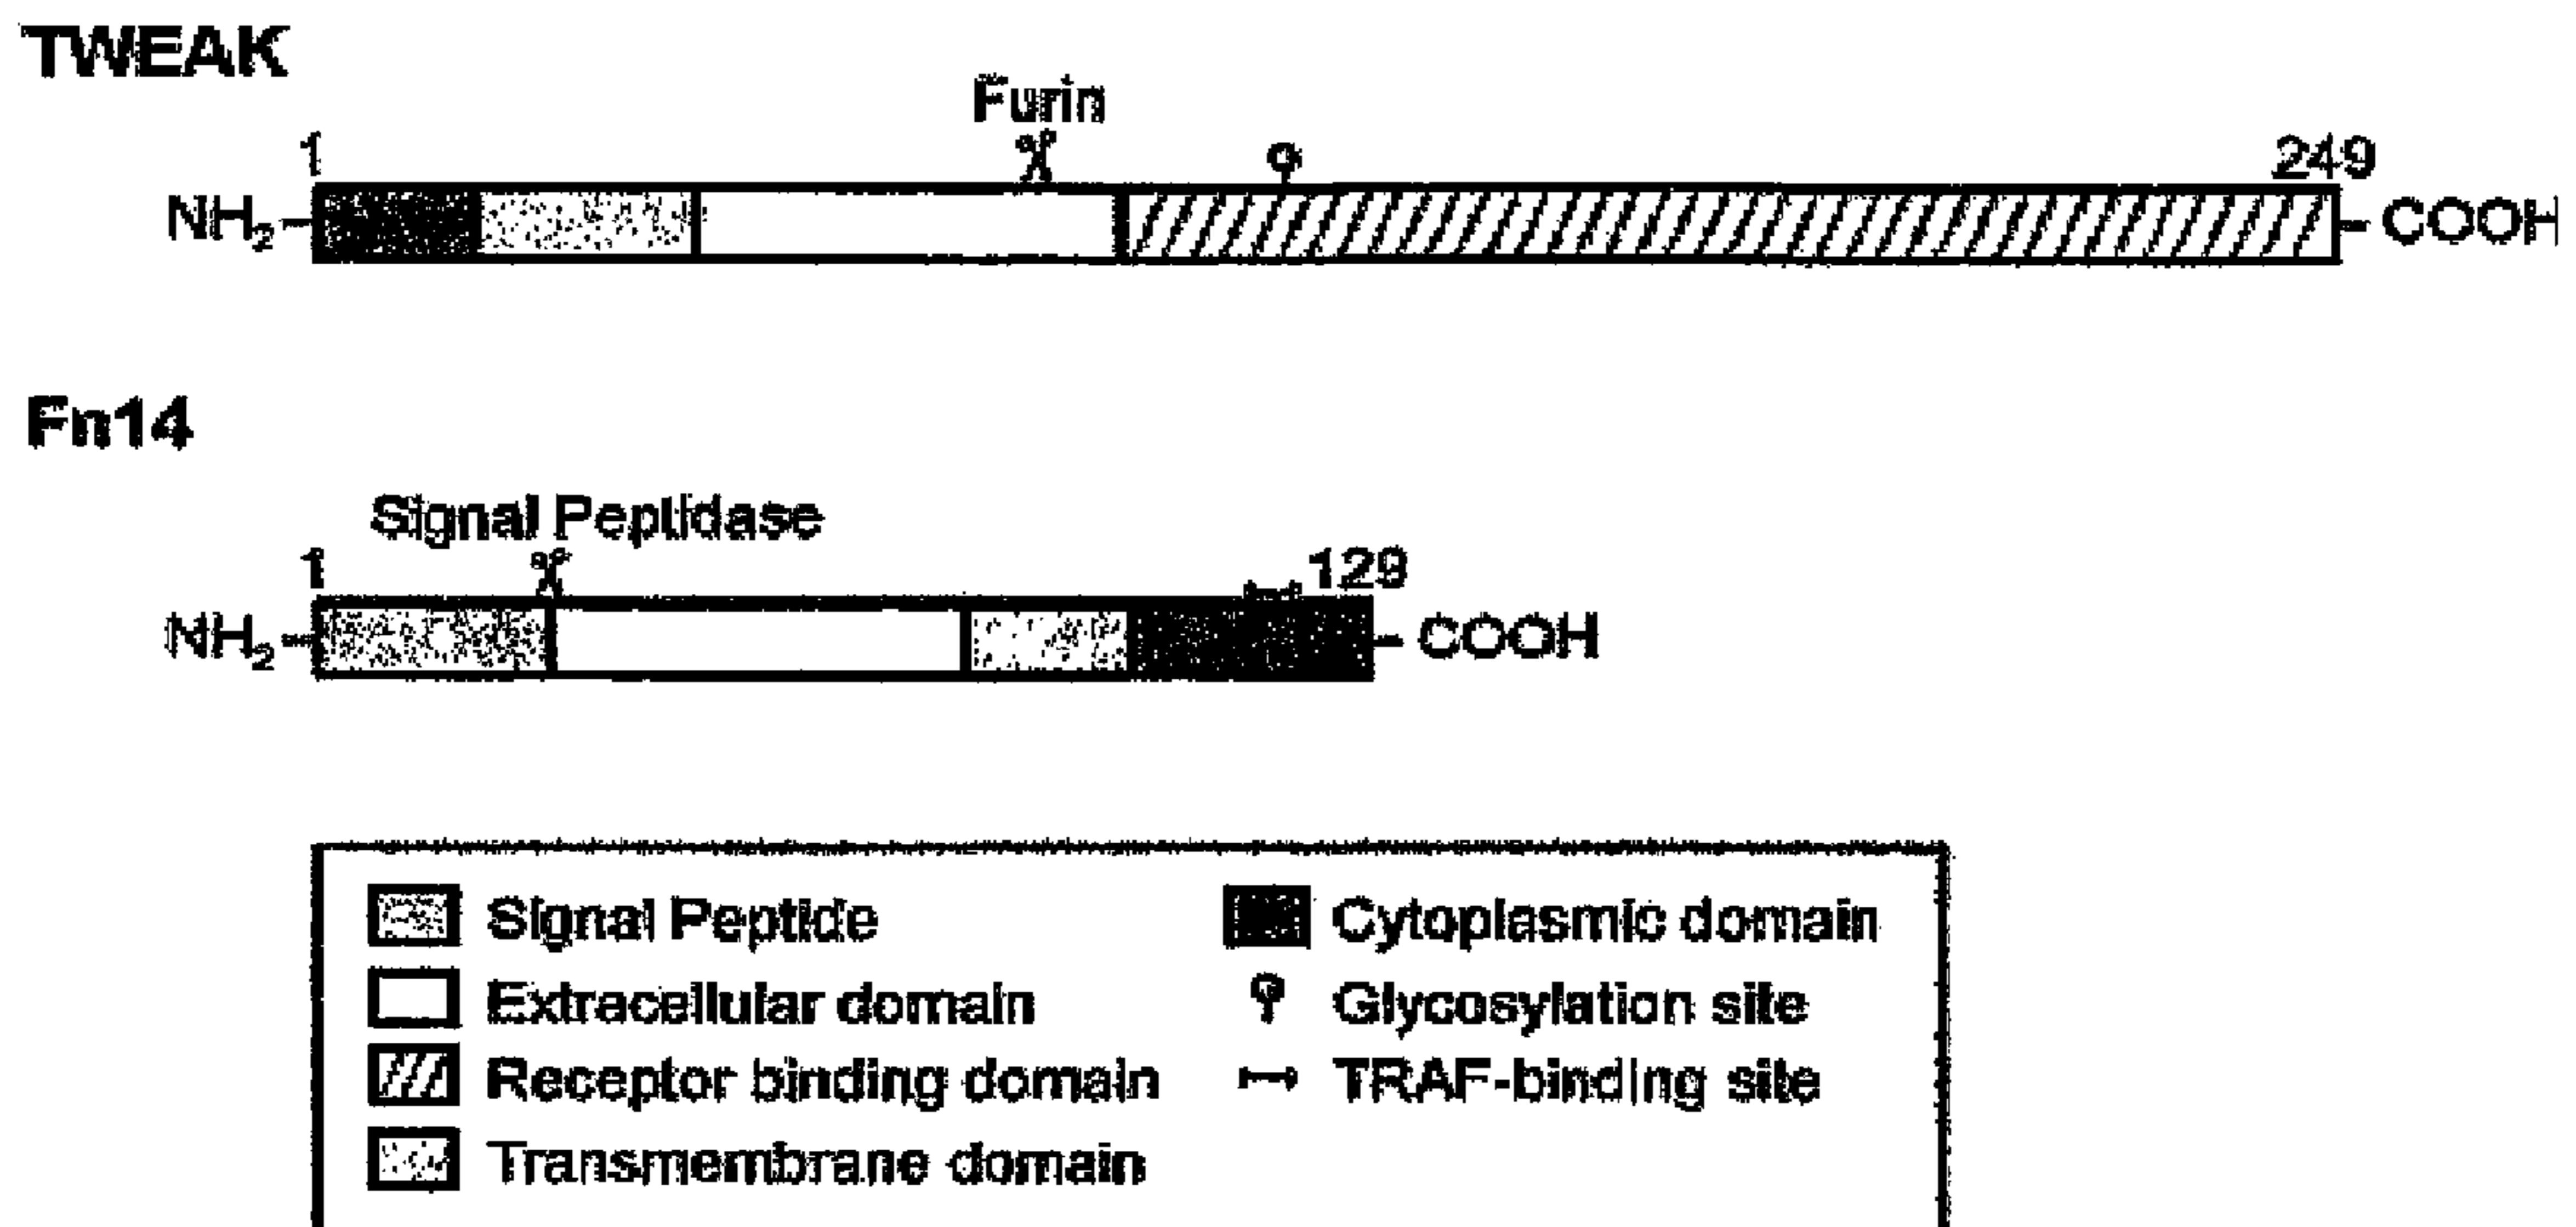 TWEAK
Furin
1 249
NH2 COOH
Fn14
Signal Peptidase
1 129
NH2 COOH
Signal Peptide Cytoplasmic domain
Extracellular domain Glycosylation site
Receptor binding domain TRAF-binding site
Transmembrane domain